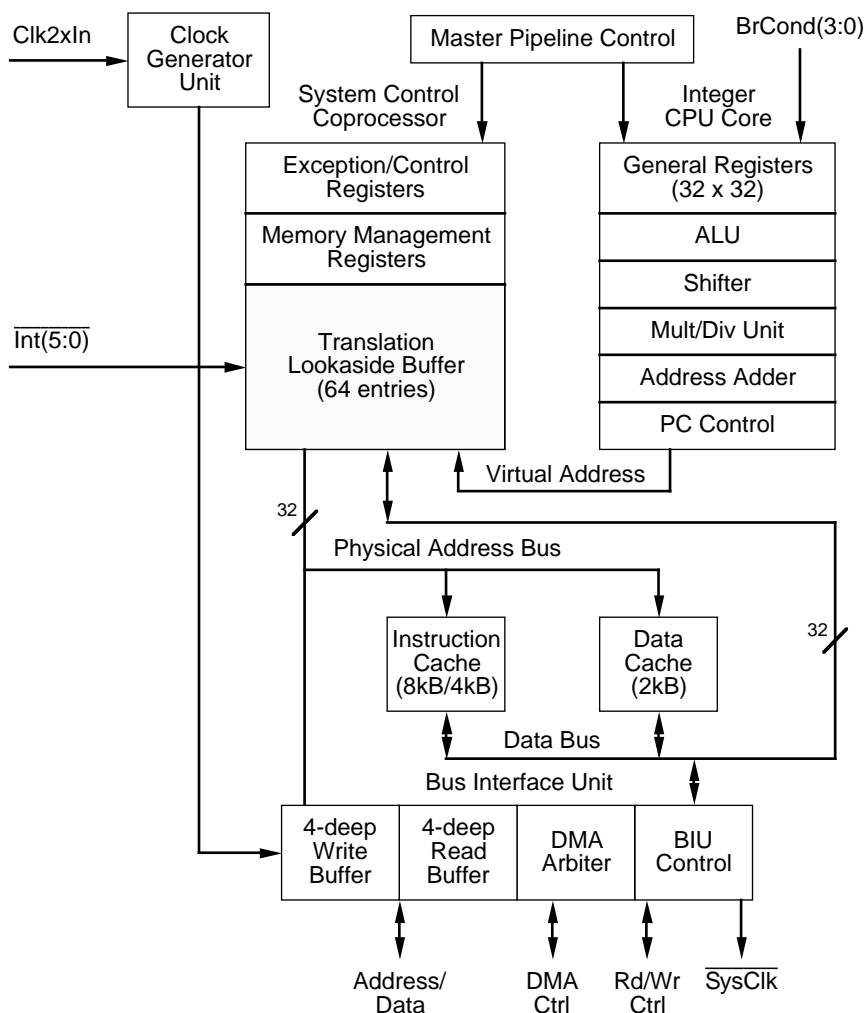 Clk2xIn
Clock
Generator
Unit
Master Pipeline Control
BrCond(3:0)
System Control
Coprocessor
Integer
CPU Core
Exception/Control
Registers
General Registers
(32 x 32)
Memory Management
Registers
ALU
Shifter
Int(5:0)
Translation
Lookaside Buffer
(64 entries)
Mult/Div Unit
Address Adder
PC Control
Virtual Address
32
Physical Address Bus
Instruction
Cache
(8kB/4kB)
Data
Cache
(2kB)
32
Data Bus
Bus Interface Unit
4-deep
Write
Buffer
4-deep
Read
Buffer
DMA
Arbiter
BIU
Control
Address/
Data
DMA
Ctrl
Rd/Wr
Ctrl
SysClk